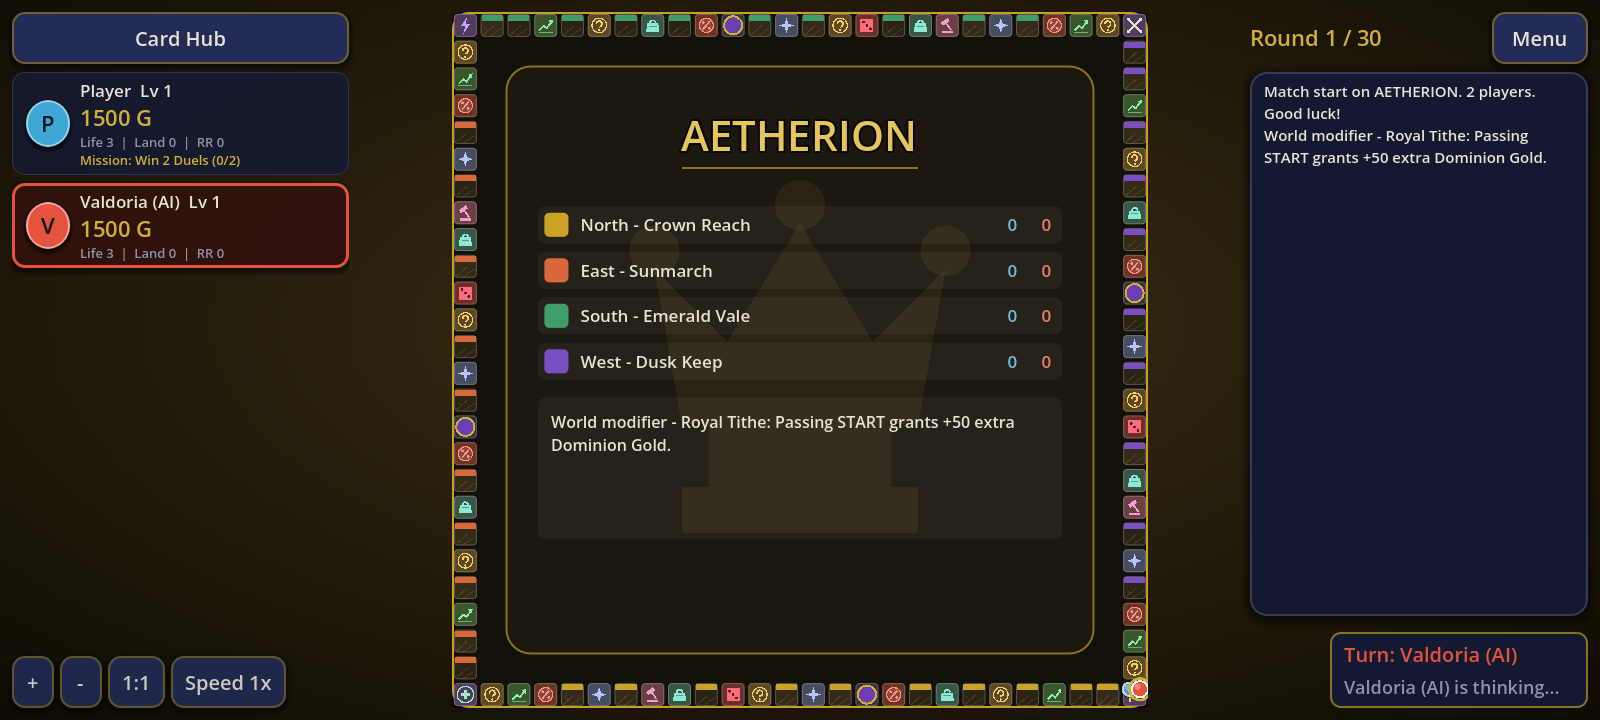 Card Hub
P
Player Lv 1
1500 G
Life 3 | Land 0 | RR 0
Mission: Win 2 Duels (0/2)
V
Valdoria (AI) Lv 1
1500 G
Life 3 | Land 0 | RR 0
+
-
1:1
Speed 1x
AETHERION
North - Crown Reach 0 0
East - Sunmarch 0 0
South - Emerald Vale 0 0
West - Dusk Keep 0 0
World modifier - Royal Tithe: Passing START grants +50 extra
Dominion Gold.
Round 1 / 30
Menu
Match start on AETHERION. 2 players.
Good luck!
World modifier - Royal Tithe: Passing
START grants +50 extra Dominion Gold.
Turn: Valdoria (AI)
Valdoria (AI) is thinking...